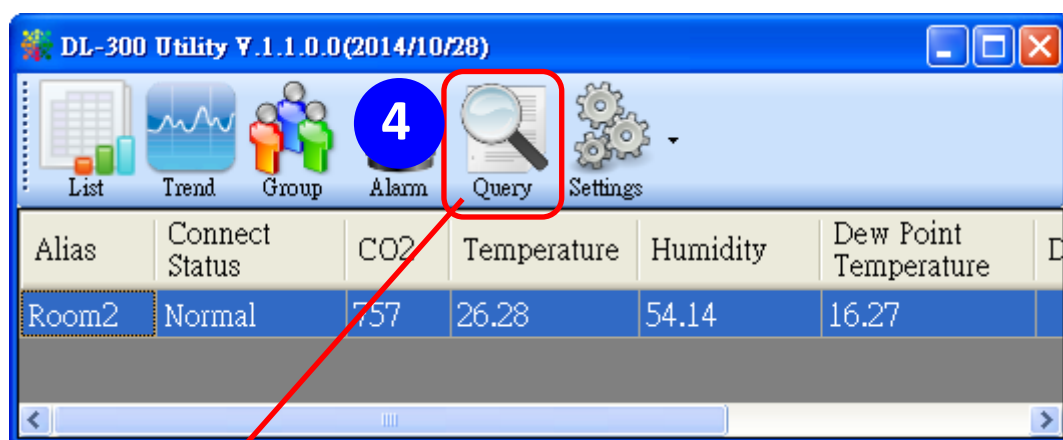 DL-300 Utility V.1.1.0.0(2014/10/28)
4
List Trend Group Alarm Query Settings
Alias Connect Status CO2 Temperature Humidity Dew Point Temperature D
Room2 Normal 757 26.28 54.14 16.27